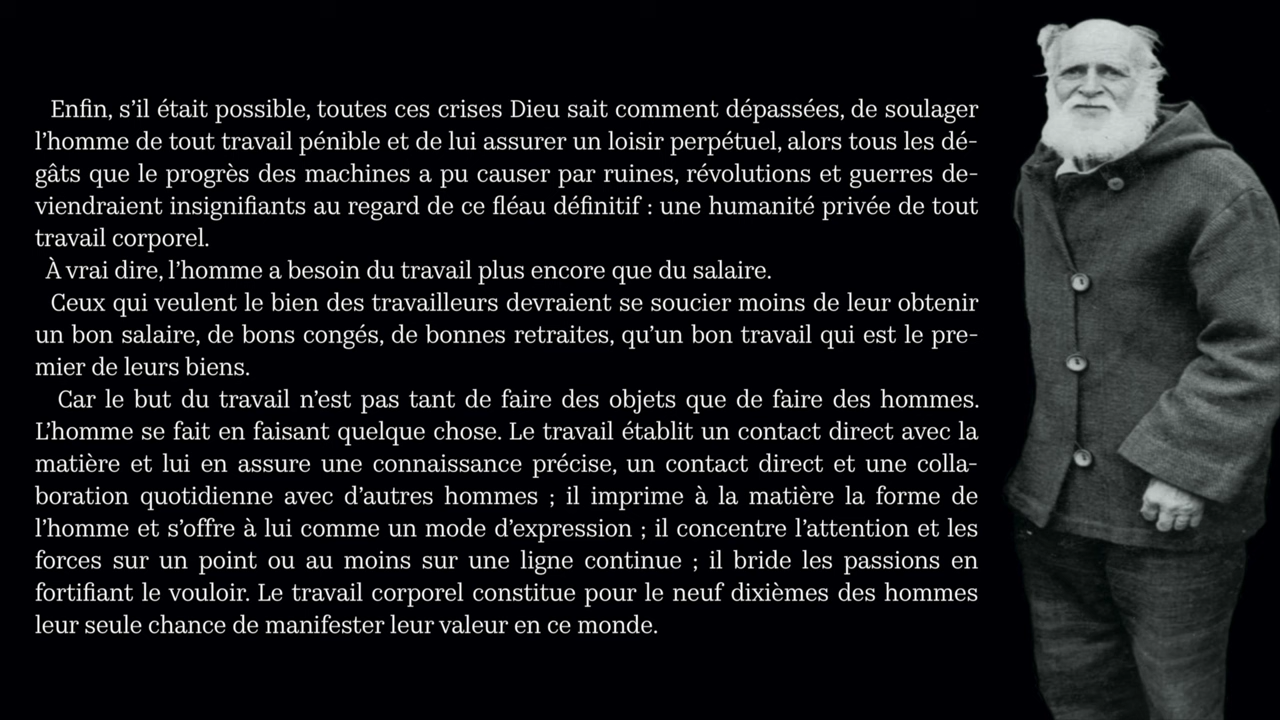 Enfin, s'il était possible, toutes ces crises Dieu sait comment dépassées, de soulager
l'homme de tout travail pénible et de lui assurer un loisir perpétuel, alors tous les dé-
gâts que le progrès des machines a pu causer par ruines, révolutions et guerres de-
viendraient insignifiants au regard de ce fléau définitif : une humanité privée de tout
travail corporel.
À vrai dire, l'homme a besoin du travail plus encore que du salaire.
Ceux qui veulent le bien des travailleurs devraient se soucier moins de leur obtenir
un bon salaire, de bons congés, de bonnes retraites, qu'un bon travail qui est le pre-
mier de leurs biens.
Car le but du travail n'est pas tant de faire des objets que de faire des hommes.
L'homme se fait en faisant quelque chose. Le travail établit un contact direct avec la
matière et lui en assure une connaissance précise, un contact direct et une colla-
boration quotidienne avec d'autres hommes ; il imprime à la matière la forme de
l'homme et s'offre à lui comme un mode d'expression ; il concentre l'attention et les
forces sur un point ou au moins sur une ligne continue ; il bride les passions en
fortifiant le vouloir. Le travail corporel constitue pour le neuf dixièmes des hommes
leur seule chance de manifester leur valeur en ce monde.